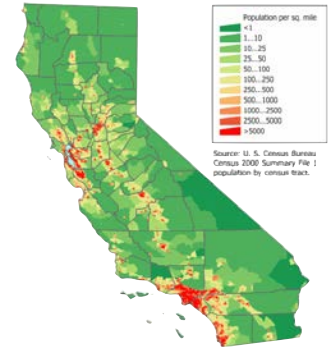 Population per sq. mile
<1
1...10
10...25
25...50
50...100
100...250
250...500
500...1000
1000...2500
2500...5000
>5000
Source: U. S. Census Bureau
Census 2000 Summary File 1
population by census tract.